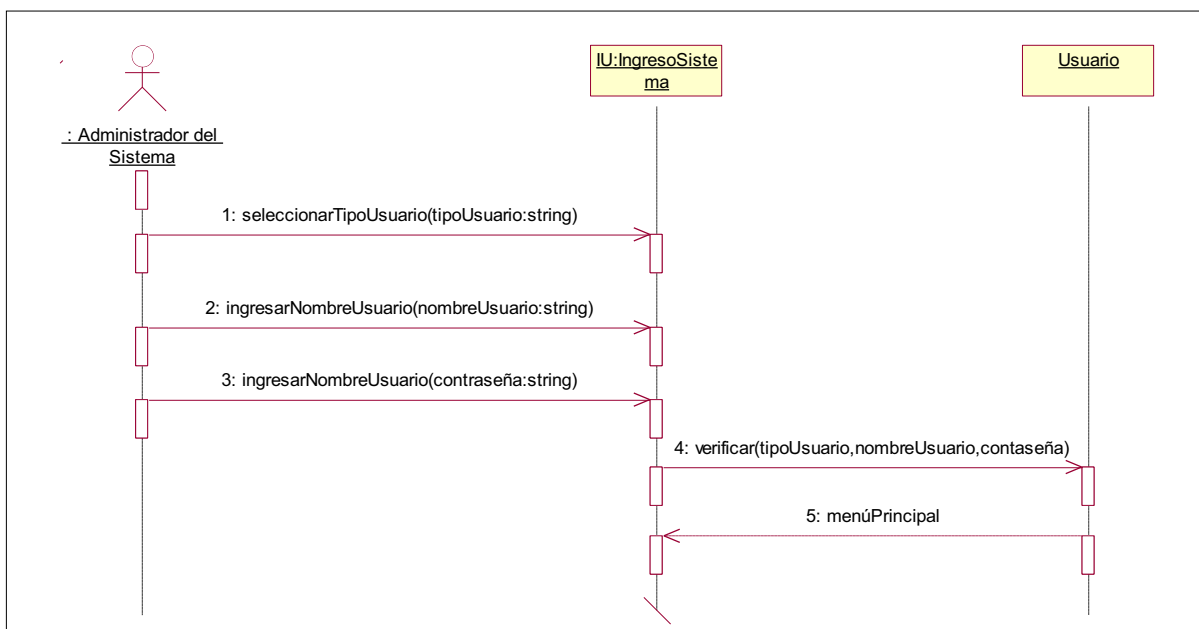 : Administrador del
Sistema
IU:IngresoSiste
ma
Usuario
1: seleccionarTipoUsuario(tipoUsuario:string)
2: ingresarNombreUsuario(nombreUsuario:string)
3: ingresarNombreUsuario(contraseña:string)
4: verificar(tipoUsuario,nombreUsuario,contaseña)
5: menúPrincipal